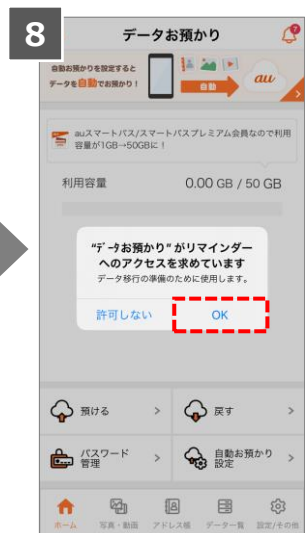 8
データお預かり
自動お預かりを設定すると
データを自動でお預かり!
自動
au
auスマートパス/スマートパスプレミアム会員なので利用
容量が1GB→50GBに!
利用容量
0.00 GB / 50 GB
“データお預かり”がリマインダー
へのアクセスを求めています
データ移行の準備のために使用します。
許可しない
OK
預ける
戻す
パスワード
管理
自動お預かり
設定
ホーム
写真・動画
アドレス帳
データ一覧
設定/その他